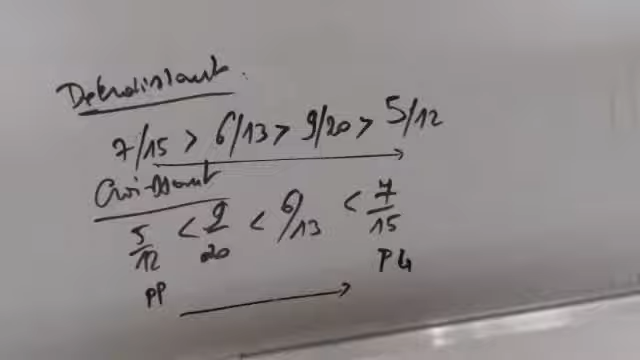 Décroissant.
7/15 > 6/13 > 9/20 > 5/12
Croissant
5/12 < 9/20 < 6/13 < 7/15
PP PG